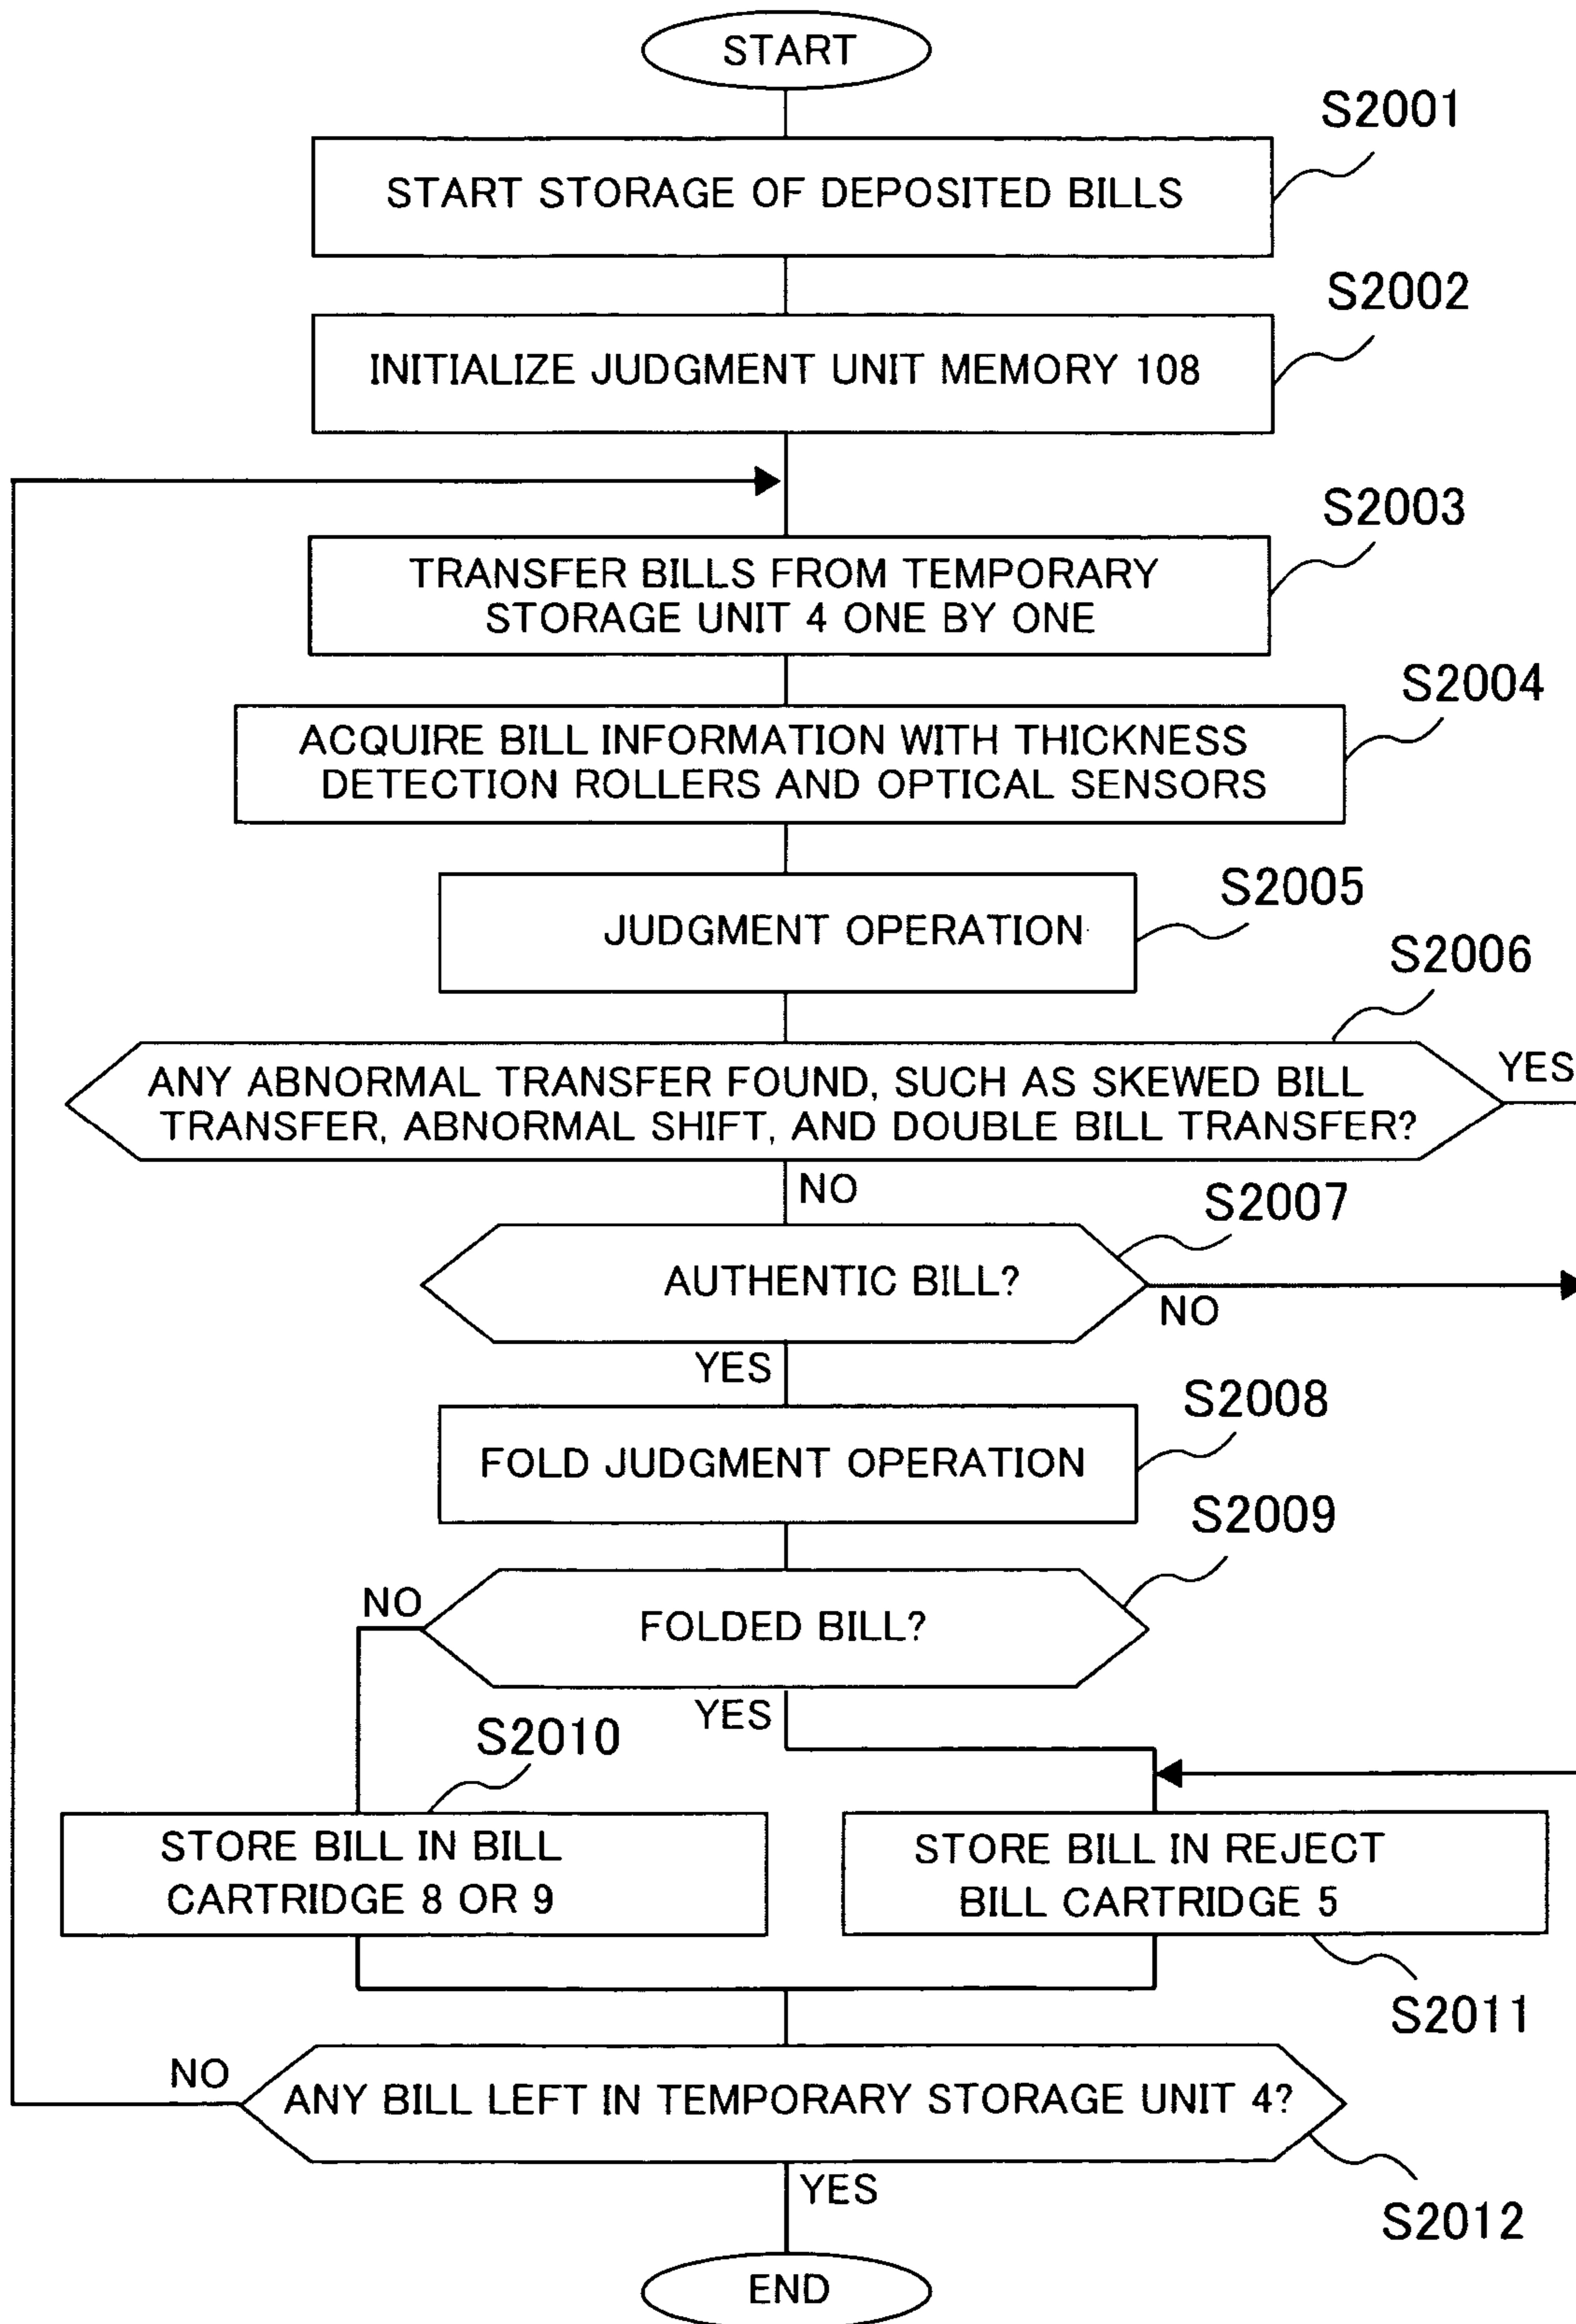 START
S2001
START STORAGE OF DEPOSITED BILLS
S2002
INITIALIZE JUDGMENT UNIT MEMORY 108
S2003
TRANSFER BILLS FROM TEMPORARY
STORAGE UNIT 4 ONE BY ONE
S2004
ACQUIRE BILL INFORMATION WITH THICKNESS
DETECTION ROLLERS AND OPTICAL SENSORS
S2005
JUDGMENT OPERATION
S2006
YES
ANY ABNORMAL TRANSFER FOUND, SUCH AS SKEWED BILL
TRANSFER, ABNORMAL SHIFT, AND DOUBLE BILL TRANSFER?
NO
S2007
AUTHENTIC BILL?
NO
YES
S2008
FOLD JUDGMENT OPERATION
S2009
NO
FOLDED BILL?
YES
S2010
STORE BILL IN BILL
CARTRIDGE 8 OR 9
STORE BILL IN REJECT
BILL CARTRIDGE 5
S2011
NO
ANY BILL LEFT IN TEMPORARY STORAGE UNIT 4?
YES
S2012
END